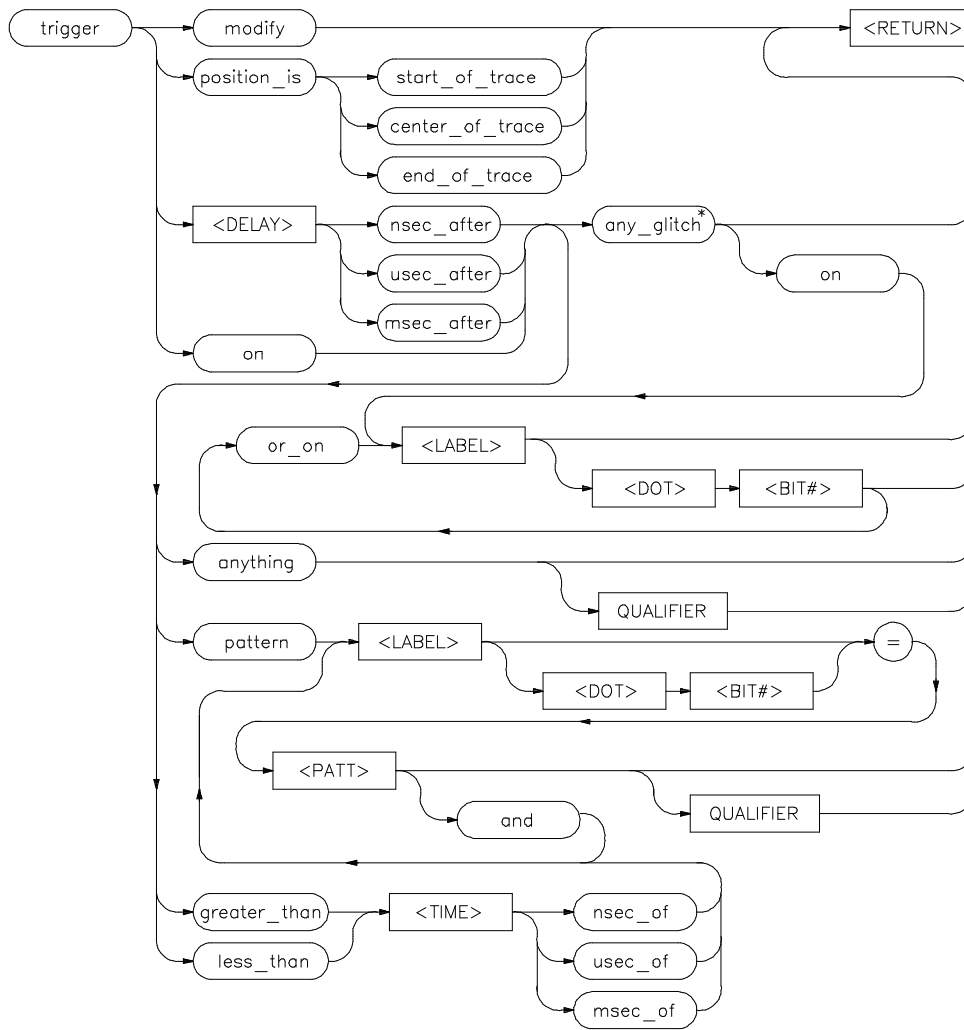 trigger
modify
<RETURN>
position_is
start_of_trace
center_of_trace
end_of_trace
<DELAY>
nsec_after
any_glitch*
usec_after
on
msec_after
on
or_on
<LABEL>
<DOT>
<BIT#>
anything
QUALIFIER
pattern
<LABEL>
=
<DOT>
<BIT#>
<PATT>
and
QUALIFIER
greater_than
<TIME>
nsec_of
less_than
usec_of
msec_of